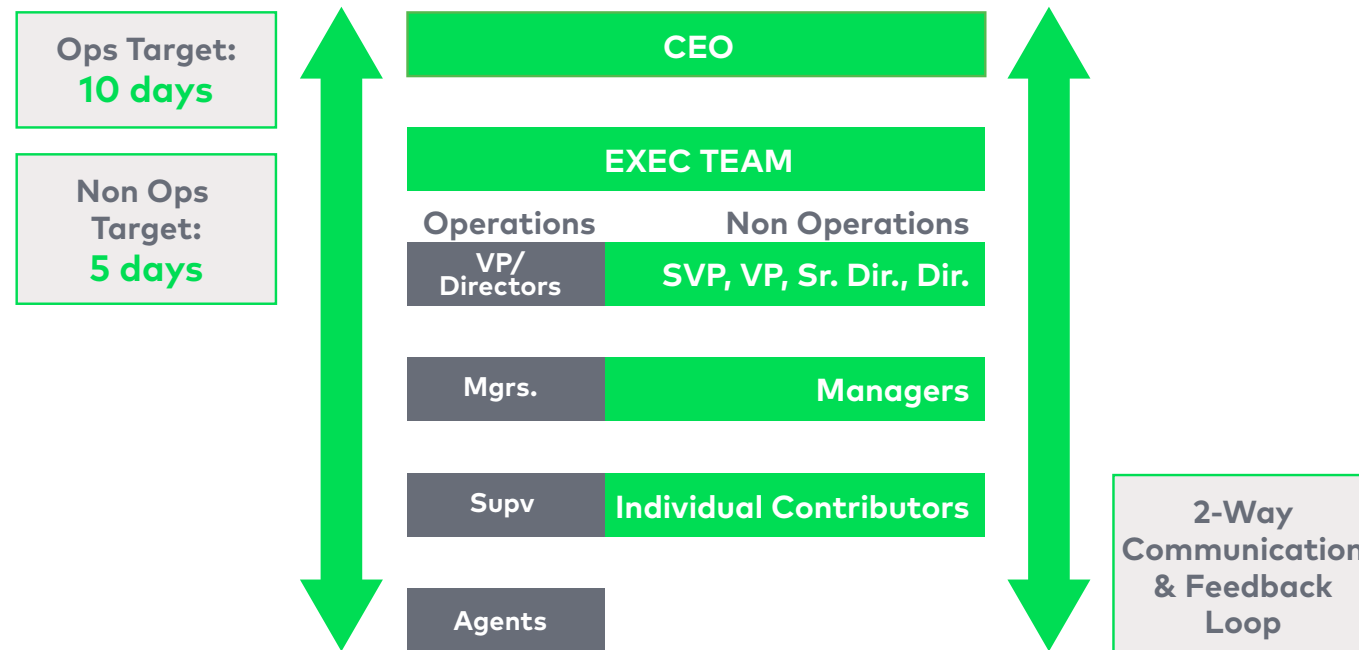 Ops Target:
10 days
Non Ops
Target:
5 days
CEO
EXEC TEAM
Operations
Non Operations
VP/
Directors
SVP, VP, Sr. Dir., Dir.
Mgrs.
Managers
Supv
Individual Contributors
Agents
2-Way
Communication
& Feedback
Loop